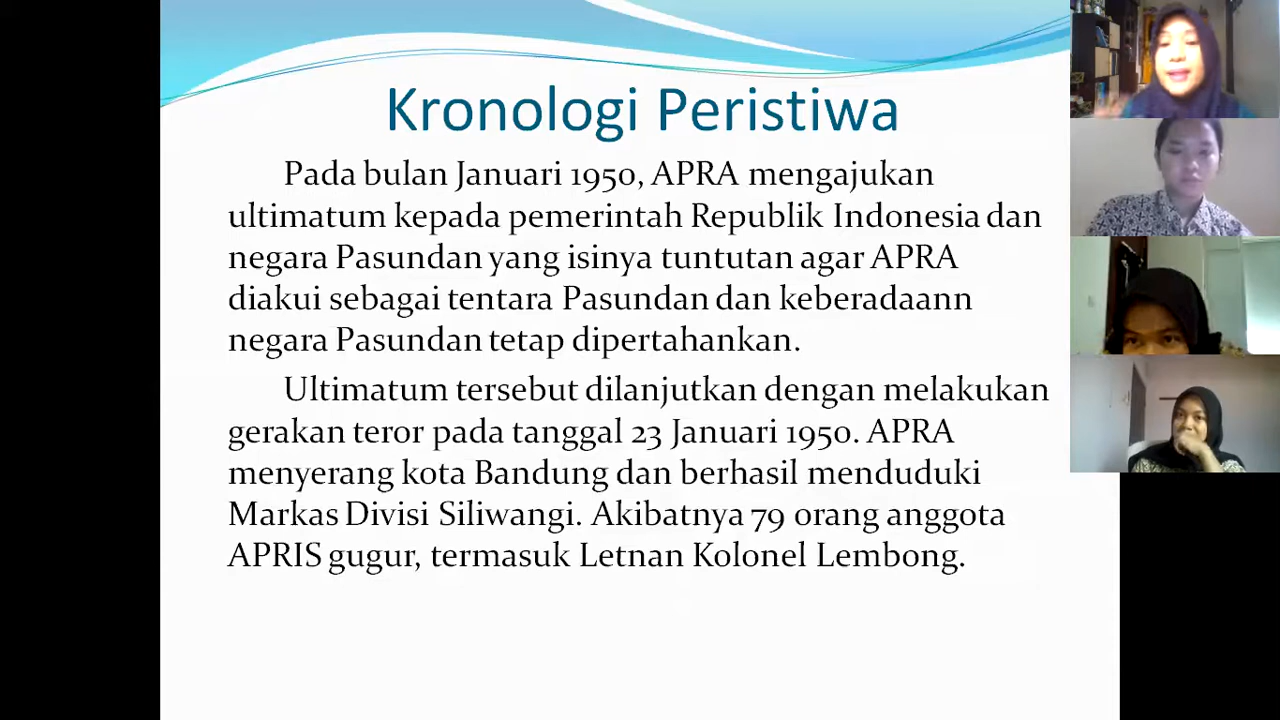 Kronologi Peristiwa
Pada bulan Januari 1950, APRA mengajukan
ultimatum kepada pemerintah Republik Indonesia dan
negara Pasundan yang isinya tuntutan agar APRA
diakui sebagai tentara Pasundan dan keberadaann
negara Pasundan tetap dipertahankan.
Ultimatum tersebut dilanjutkan dengan melakukan
gerakan teror pada tanggal 23 Januari 1950. APRA
menyerang kota Bandung dan berhasil menduduki
Markas Divisi Siliwangi. Akibatnya 79 orang anggota
APRIS gugur, termasuk Letnan Kolonel Lembong.